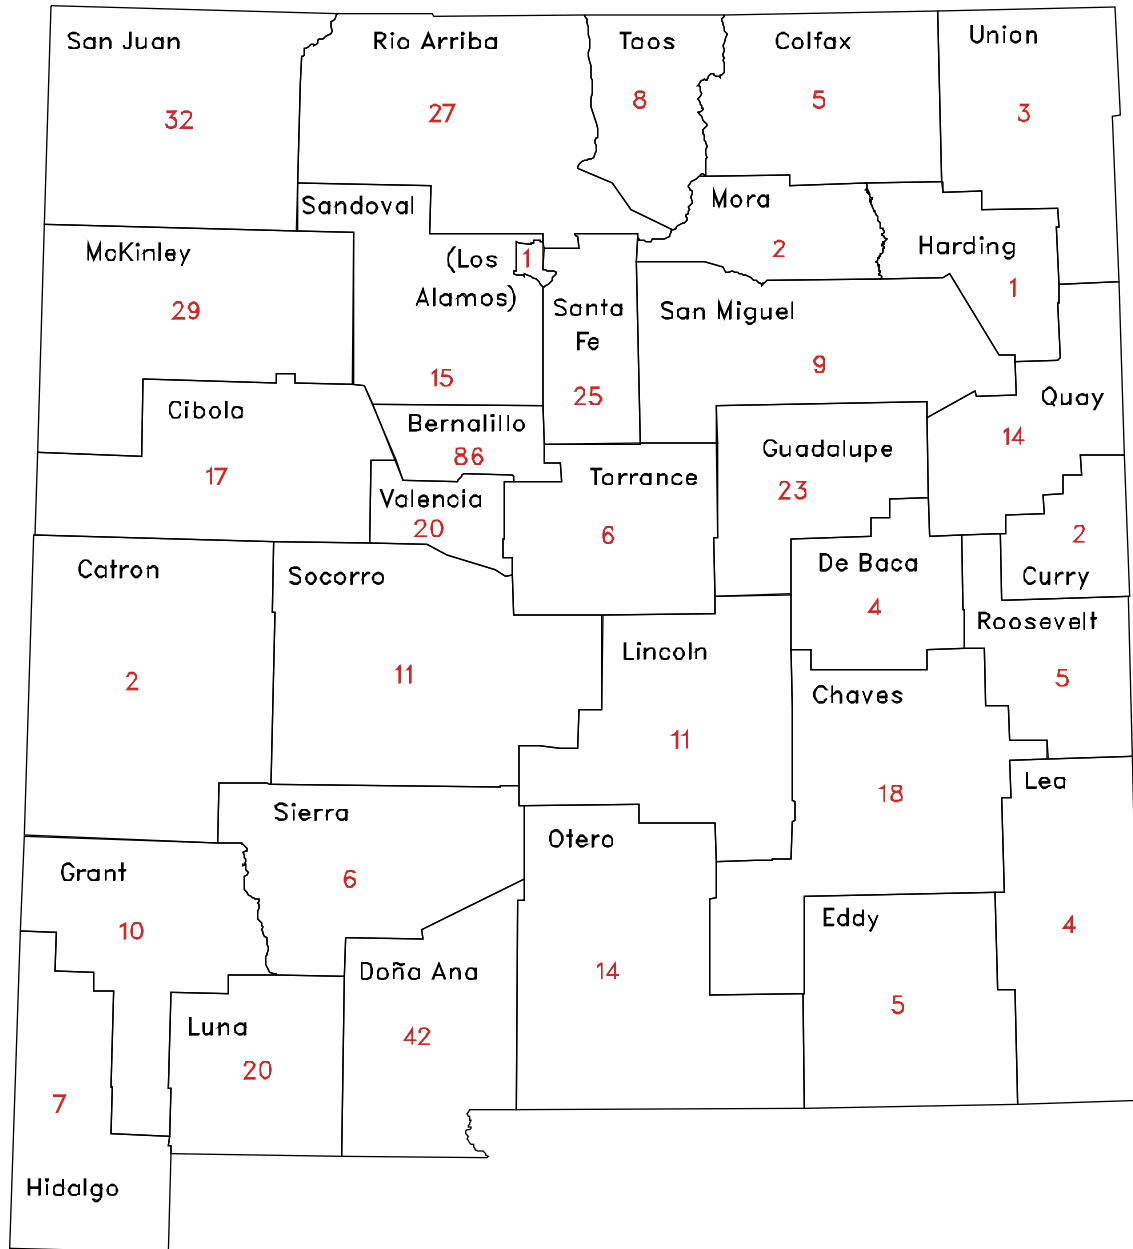 San Juan
32
Rio Arriba
27
Taos
8
Colfax
5
Union
3
Sandoval
15
(Los
Alamos)
1
Mora
2
Harding
1
McKinley
29
Santa
Fe
25
San Miguel
9
Quay
14
Cibola
17
Bernalillo
86
Valencia
20
Torrance
6
Guadalupe
23
Curry
2
De Baca
4
Roosevelt
5
Catron
2
Socorro
11
Lincoln
11
Chaves
18
Lea
4
Sierra
6
Otero
14
Grant
10
Eddy
5
Doña Ana
42
Luna
20
Hidalgo
7